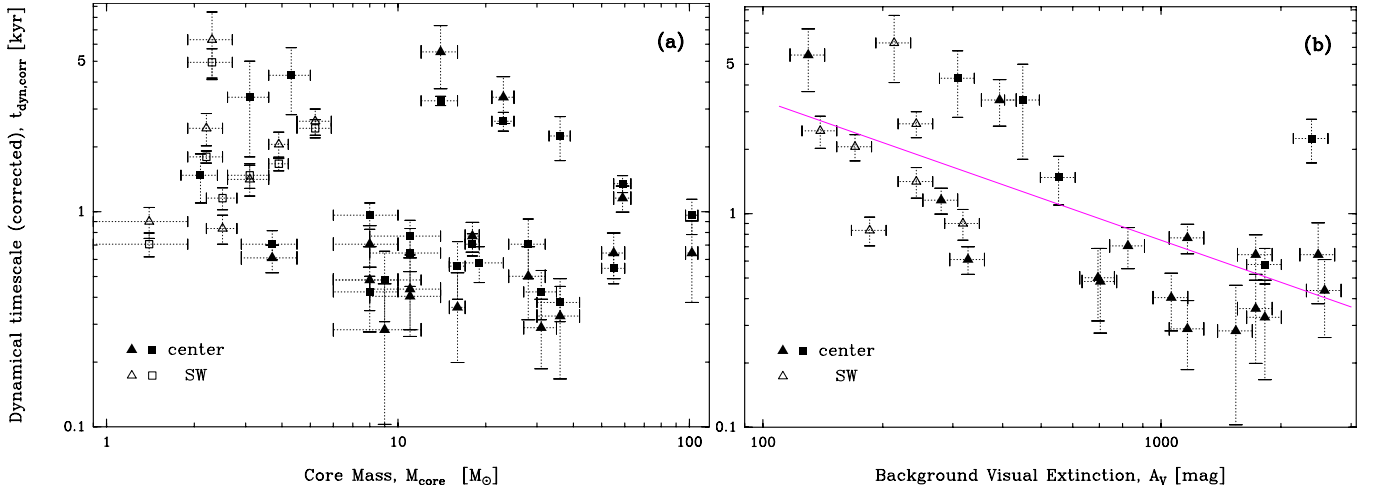 Dynamical timescale (corrected), t_dyn,corr [kyr]
5
1
0.1
(a)
center
SW
1
10
100
Core Mass, M_core [M_⊙]
5
1
0.1
(b)
center
SW
100
1000
Background Visual Extinction, A_V [mag]